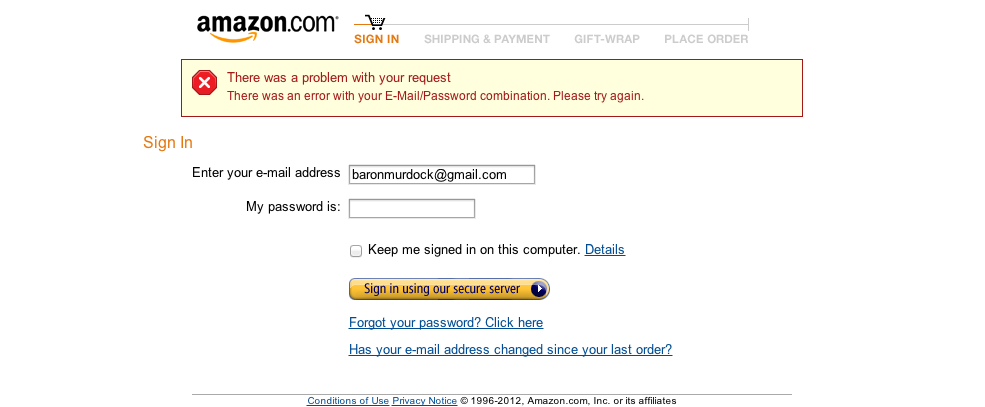 amazon.com
SIGN IN SHIPPING & PAYMENT GIFT-WRAP PLACE ORDER
There was a problem with your request
There was an error with your E-Mail/Password combination. Please try again.
Sign In
Enter your e-mail address baronmurdock@gmail.com
My password is:
Keep me signed in on this computer. Details
Sign in using our secure server
Forgot your password? Click here
Has your e-mail address changed since your last order?
Conditions of Use Privacy Notice © 1996-2012, Amazon.com, Inc. or its affiliates